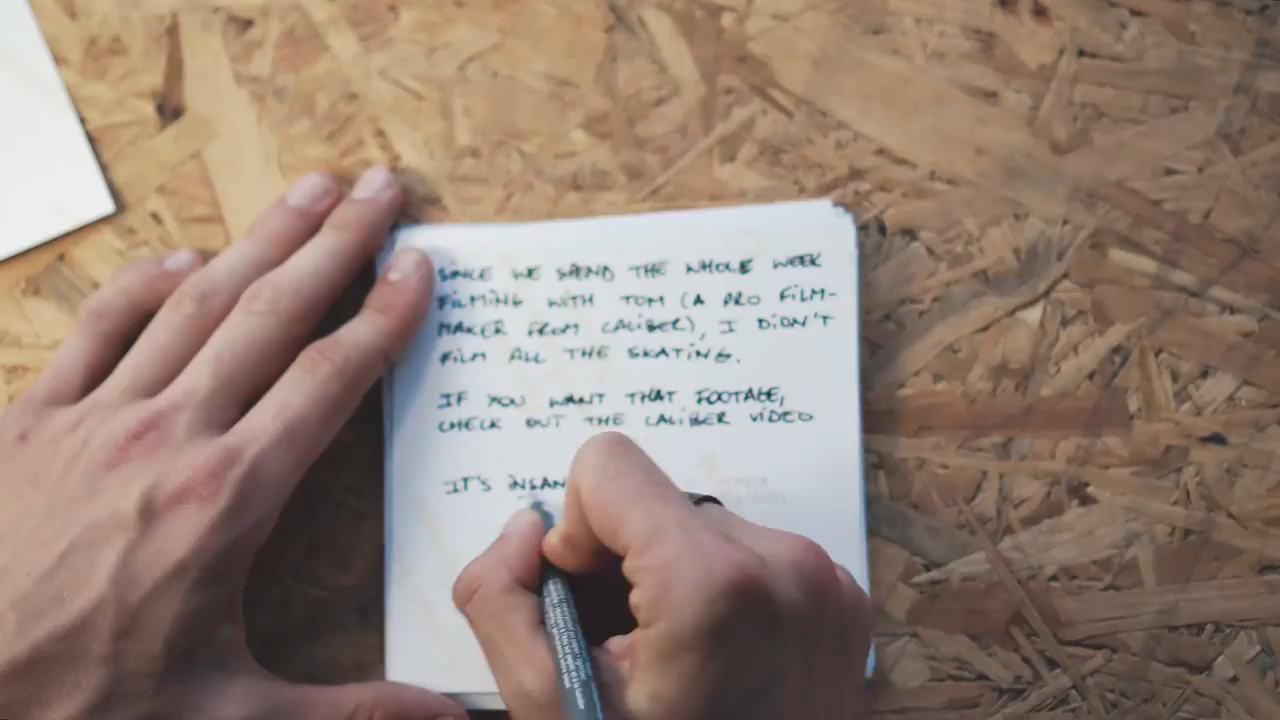 SINCE WE SPEND THE WHOLE WEEK
FILMING WITH TOM (A PRO FILM-
MAKER FROM CALIBER), I DIDN'T
FILM ALL THE SKATING.
IF YOU WANT THAT FOOTAGE,
CHECK OUT THE CALIBER VIDEO
IT'S INSAN